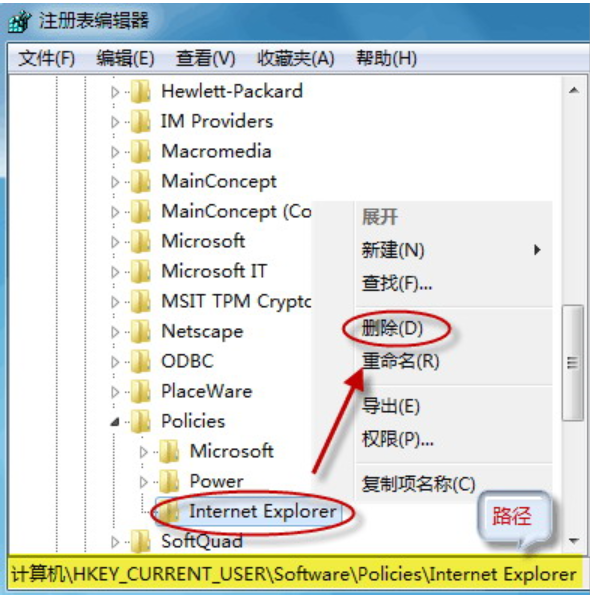 注册表编辑器
文件(F) 编辑(E) 查看(V) 收藏夹(A) 帮助(H)
Hewlett-Packard
IM Providers
Macromedia
MainConcept
MainConcept (Co
Microsoft
Microsoft IT
MSIT TPM Crypto
Netscape
ODBC
PlaceWare
Policies
Microsoft
Power
Internet Explorer
SoftQuad
展开
新建(N)
查找(F)...
删除(D)
重命名(R)
导出(E)
权限(P)...
复制项名称(C)
路径
计算机\HKEY_CURRENT_USER\Software\Policies\Internet Explorer